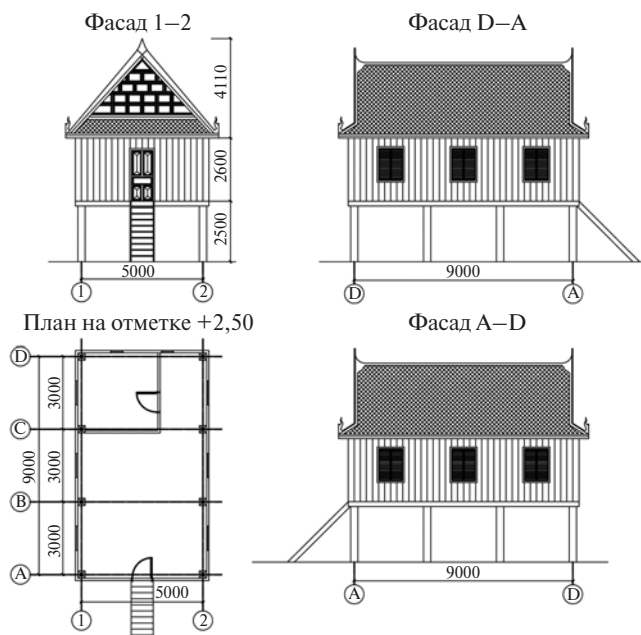 Фасад 1–2
4110
2600
2500
5000
1
2
Фасад D–A
9000
D
A
План на отметке +2,50
D
C
B
A
3000
3000
3000
9000
5000
1
2
Фасад A–D
9000
A
D